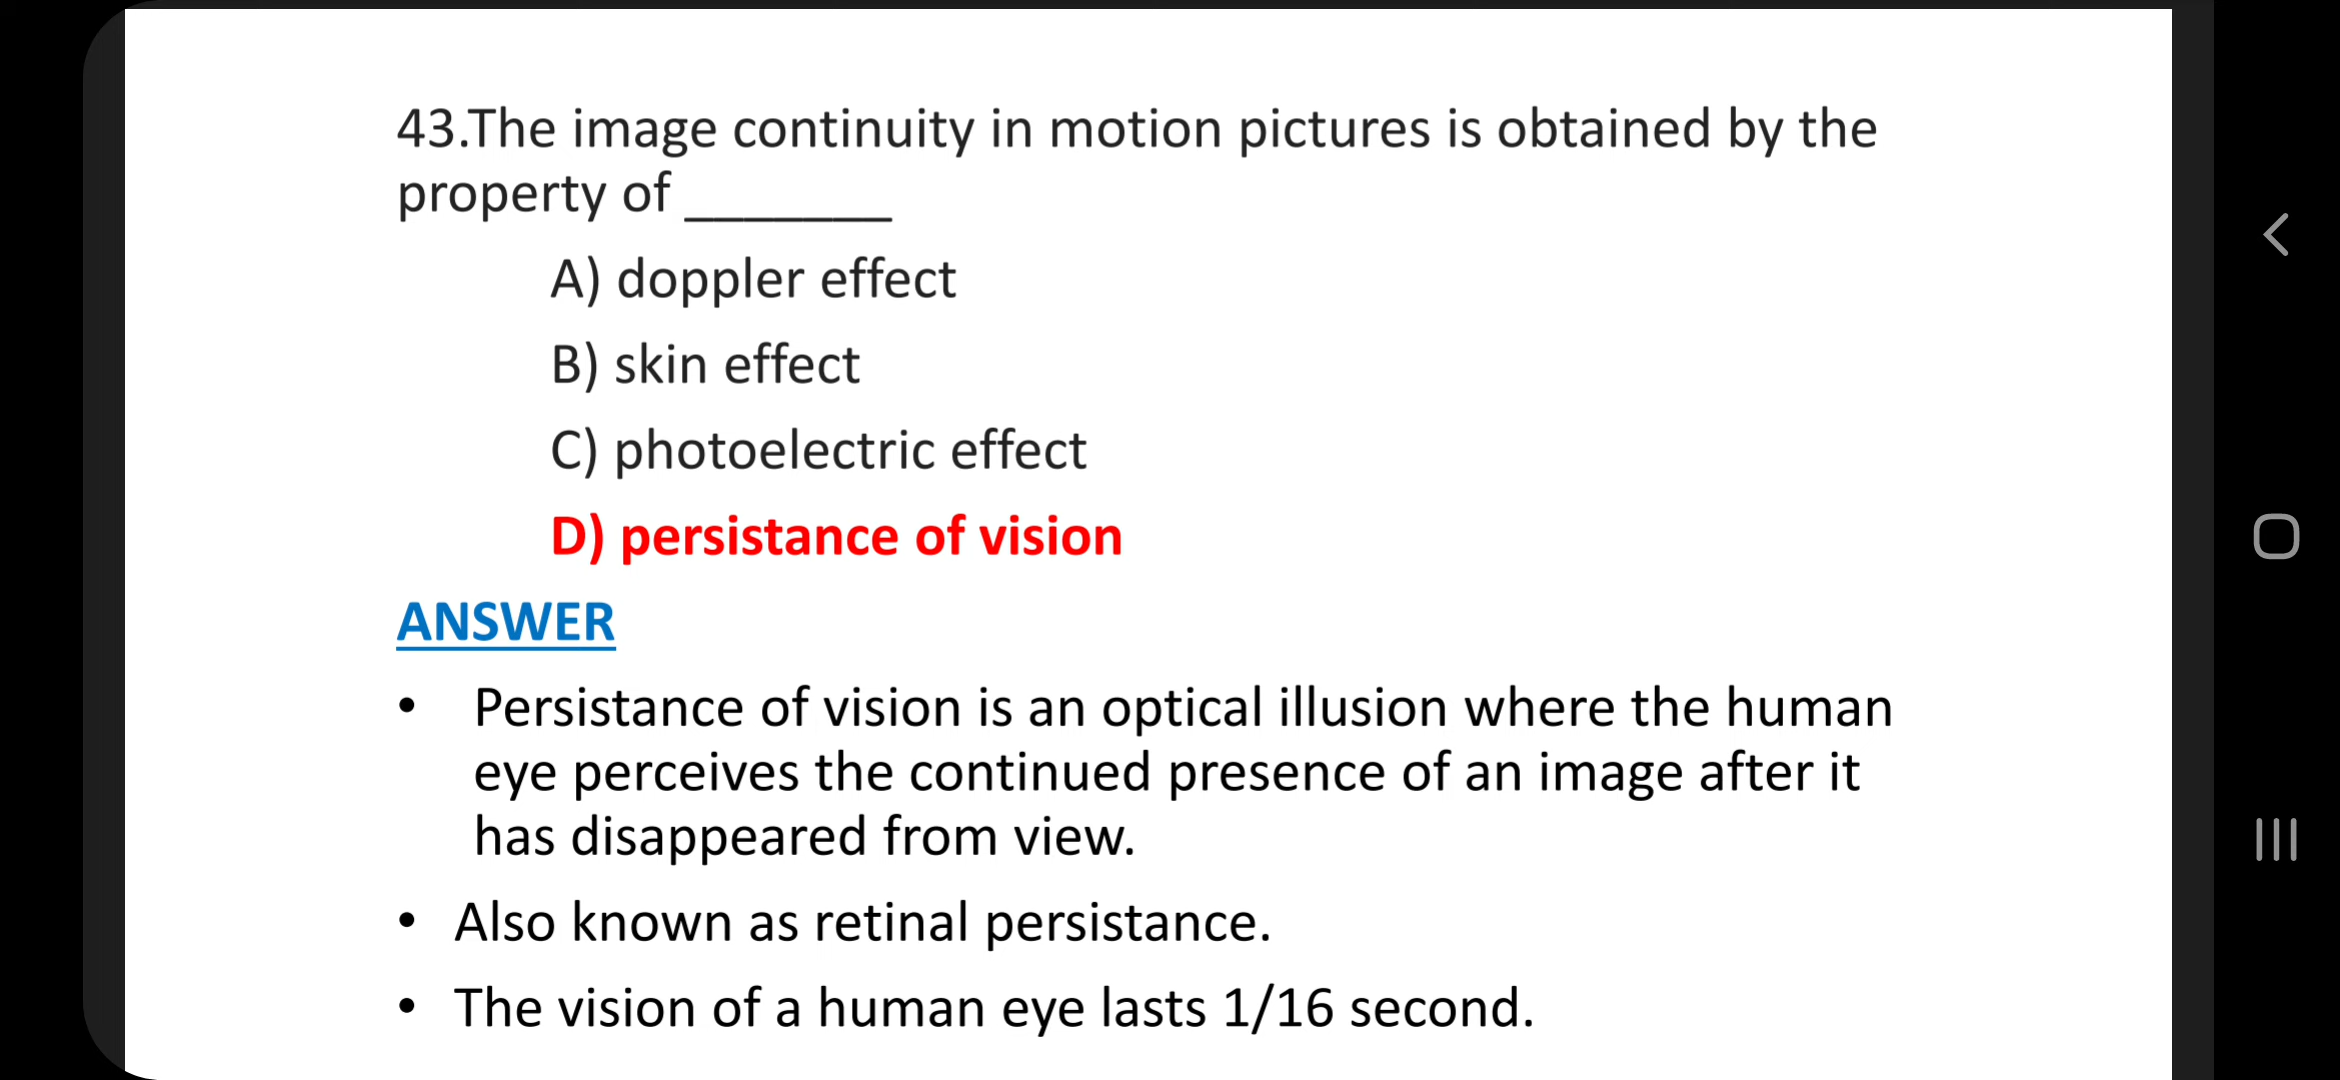 43.The image continuity in motion pictures is obtained by the
property of _______
A) doppler effect
B) skin effect
C) photoelectric effect
D) persistance of vision
ANSWER
• Persistance of vision is an optical illusion where the human
eye perceives the continued presence of an image after it
has disappeared from view.
• Also known as retinal persistance.
• The vision of a human eye lasts 1/16 second.